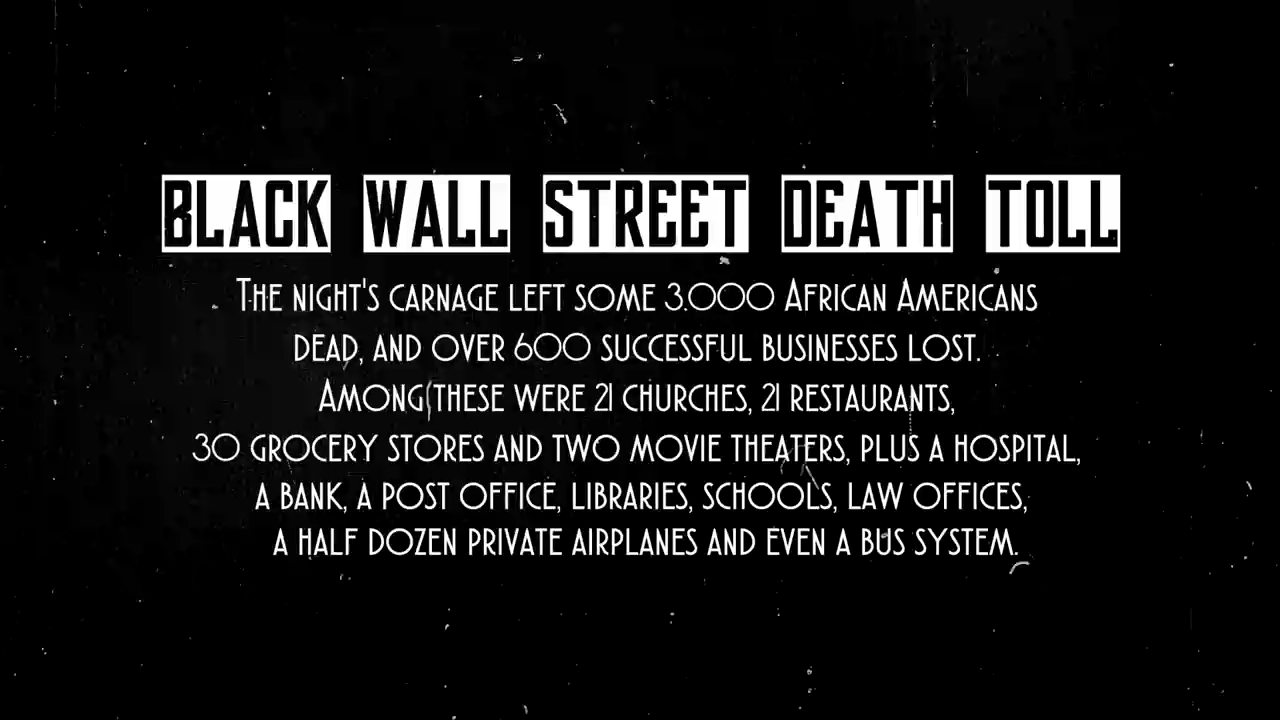 BLACK WALL STREET DEATH TOLL
The night's carnage left some 3.000 African Americans
dead, and over 600 successful businesses lost.
Among these were 21 churches, 21 restaurants,
30 grocery stores and two movie theaters, plus a hospital,
a bank, a post office, libraries, schools, law offices,
a half dozen private airplanes and even a bus system.